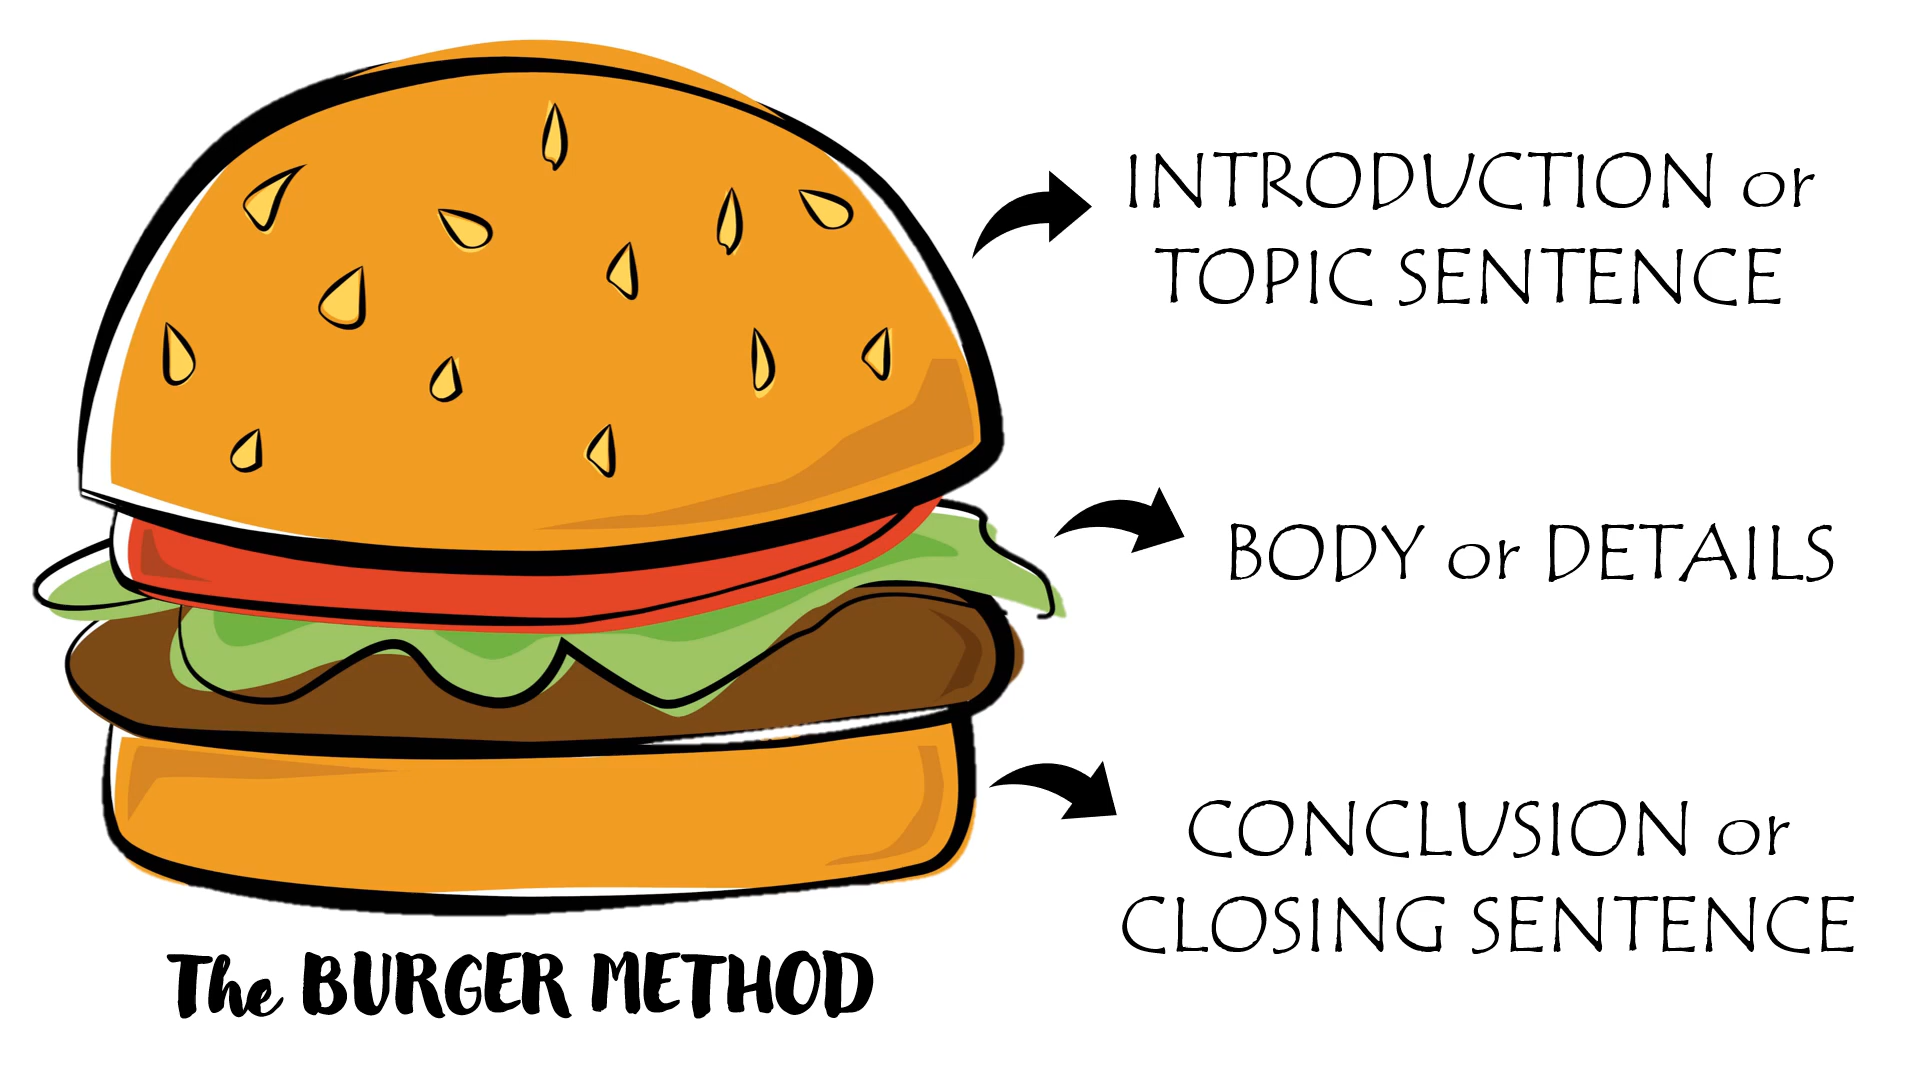 INTRODUCTION or
TOPIC SENTENCE
BODY or DETAILS
CONCLUSION or
CLOSING SENTENCE
The BURGER METHOD